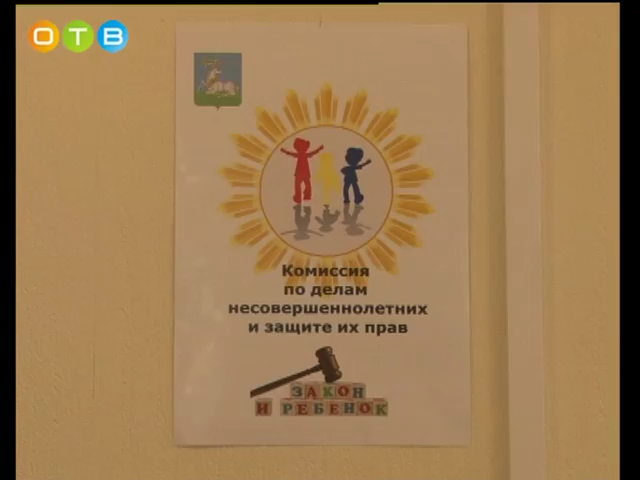 ОТВ
Комиссия
по делам
несовершеннолетних
и защите их прав
ЗАКОН
И РЕБЕНОК